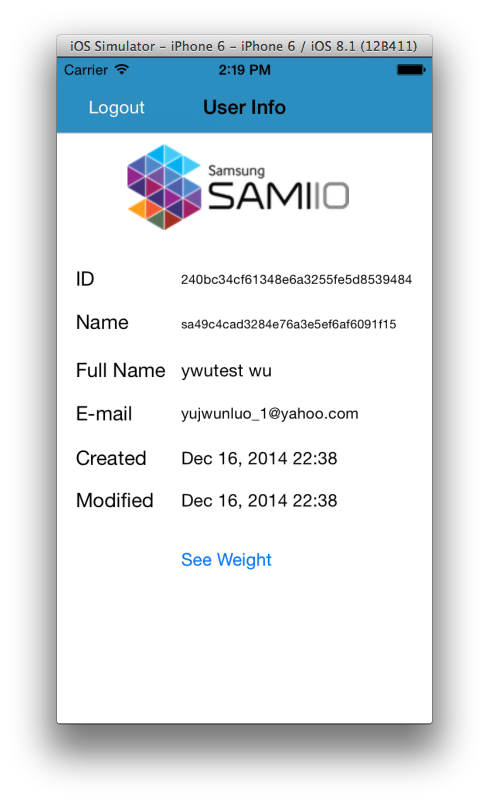 iOS Simulator – iPhone 6 – iPhone 6 / iOS 8.1 (12B411)
Carrier 2:19 PM
Logout User Info
Samsung
SAMIIO
ID 240bc34cf61348e6a3255fe5d8539484
Name sa49c4cad3284e76a3e5ef6af6091f15
Full Name ywutest wu
E-mail yujwunluo_1@yahoo.com
Created Dec 16, 2014 22:38
Modified Dec 16, 2014 22:38
See Weight